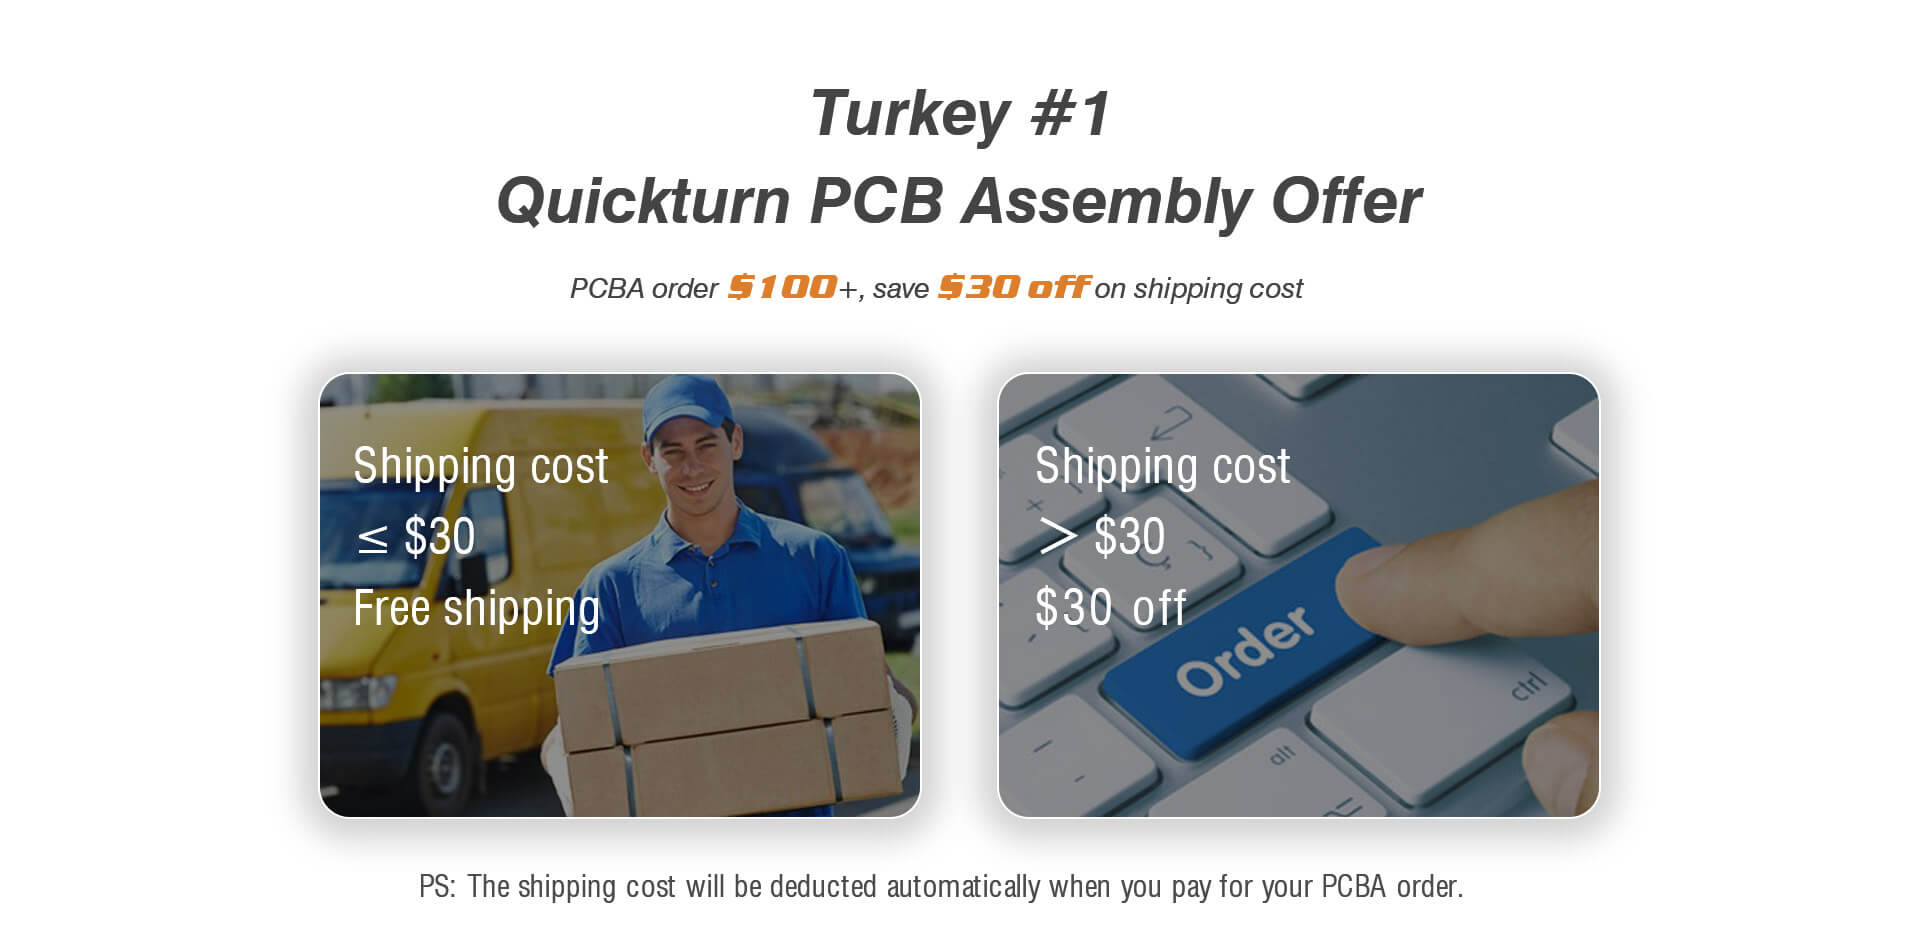 Turkey #1
Quickturn PCB Assembly Offer
PCBA order $100+, save $30 off on shipping cost
Shipping cost
≤ $30
Free shipping
Shipping cost
> $30
$30 off
Order
ctrl
alt
PS: The shipping cost will be deducted automatically when you pay for your PCBA order.